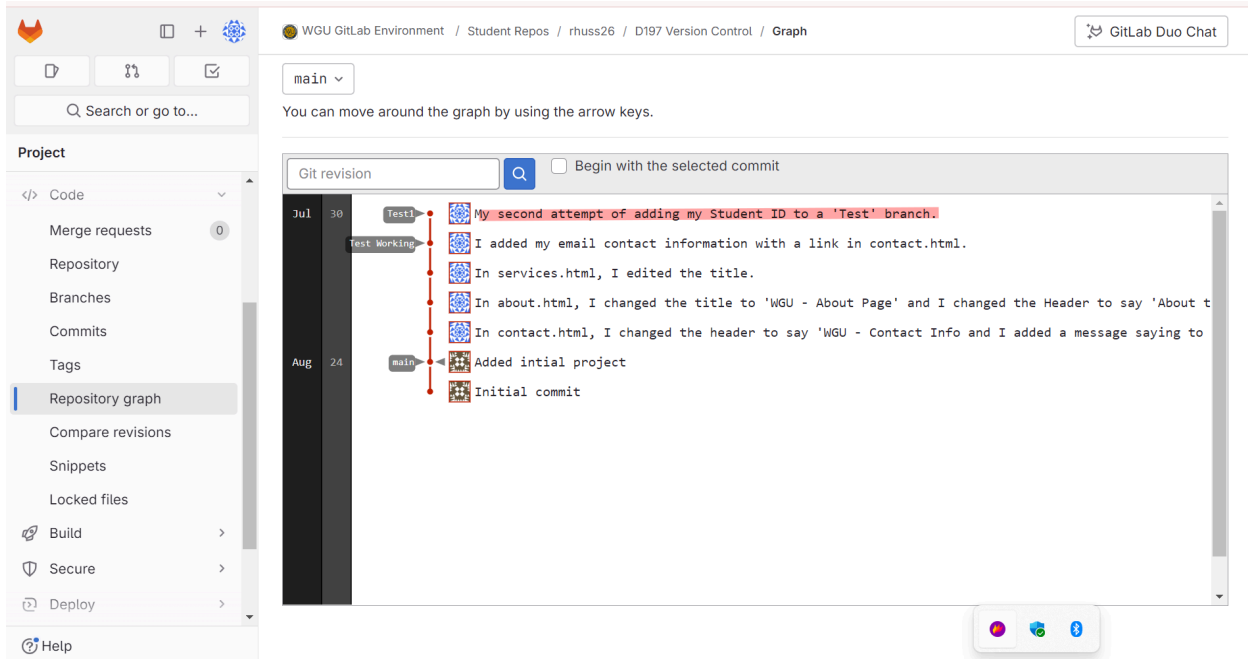 WGU GitLab Environment / Student Repos / rhuss26 / D197 Version Control / Graph
GitLab Duo Chat
Search or go to...
Project
Code
Merge requests 0
Repository
Branches
Commits
Tags
Repository graph
Compare revisions
Snippets
Locked files
Build
Secure
Deploy
Help
main
You can move around the graph by using the arrow keys.
Git revision
Begin with the selected commit
Jul 30 Test1 My second attempt of adding my Student ID to a 'Test' branch.
Test Working I added my email contact information with a link in contact.html.
In services.html, I edited the title.
In about.html, I changed the title to 'WGU - About Page' and I changed the Header to say 'About t
In contact.html, I changed the header to say 'WGU - Contact Info and I added a message saying to
Aug 24 main Added intial project
Initial commit